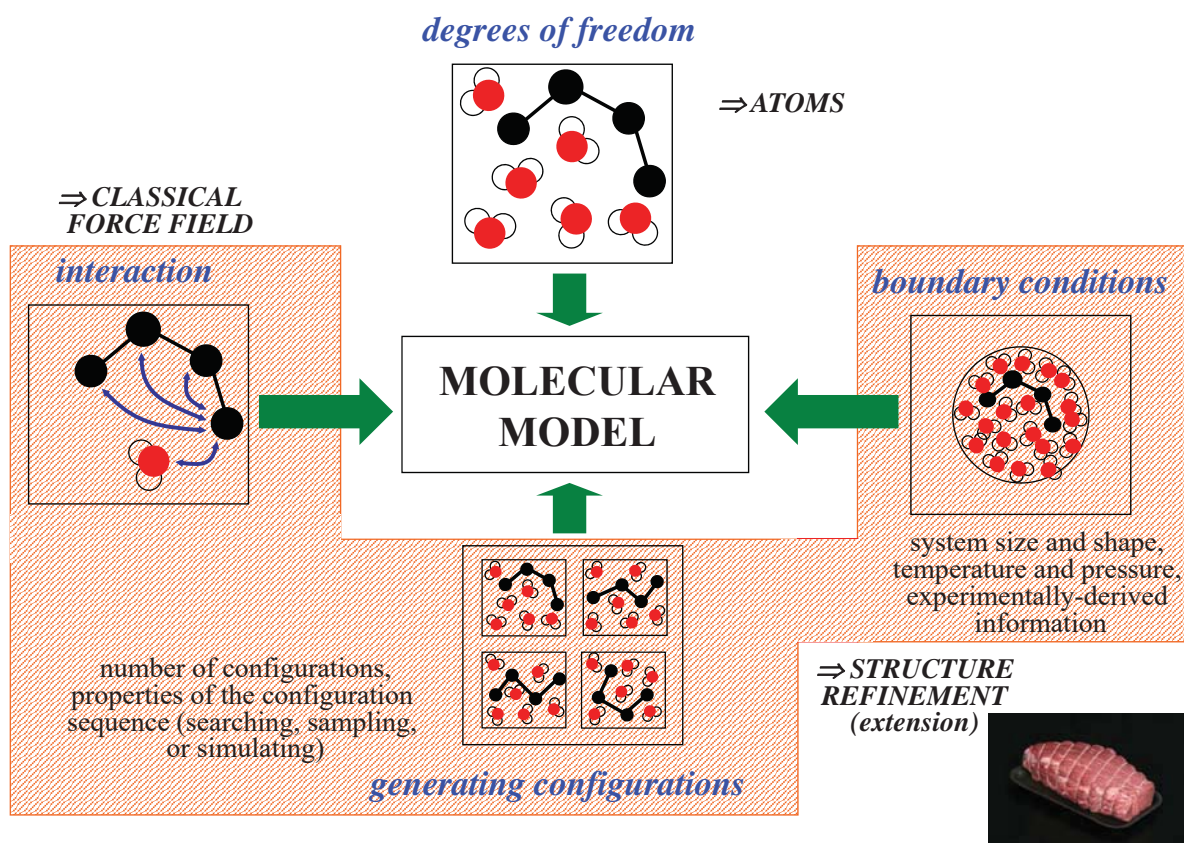 degrees of freedom
⇒ ATOMS
⇒ CLASSICAL
FORCE FIELD
interaction
boundary conditions
MOLECULAR
MODEL
system size and shape,
temperature and pressure,
experimentally-derived
information
number of configurations,
properties of the configuration
sequence (searching, sampling,
or simulating)
⇒ STRUCTURE
REFINEMENT
(extension)
generating configurations